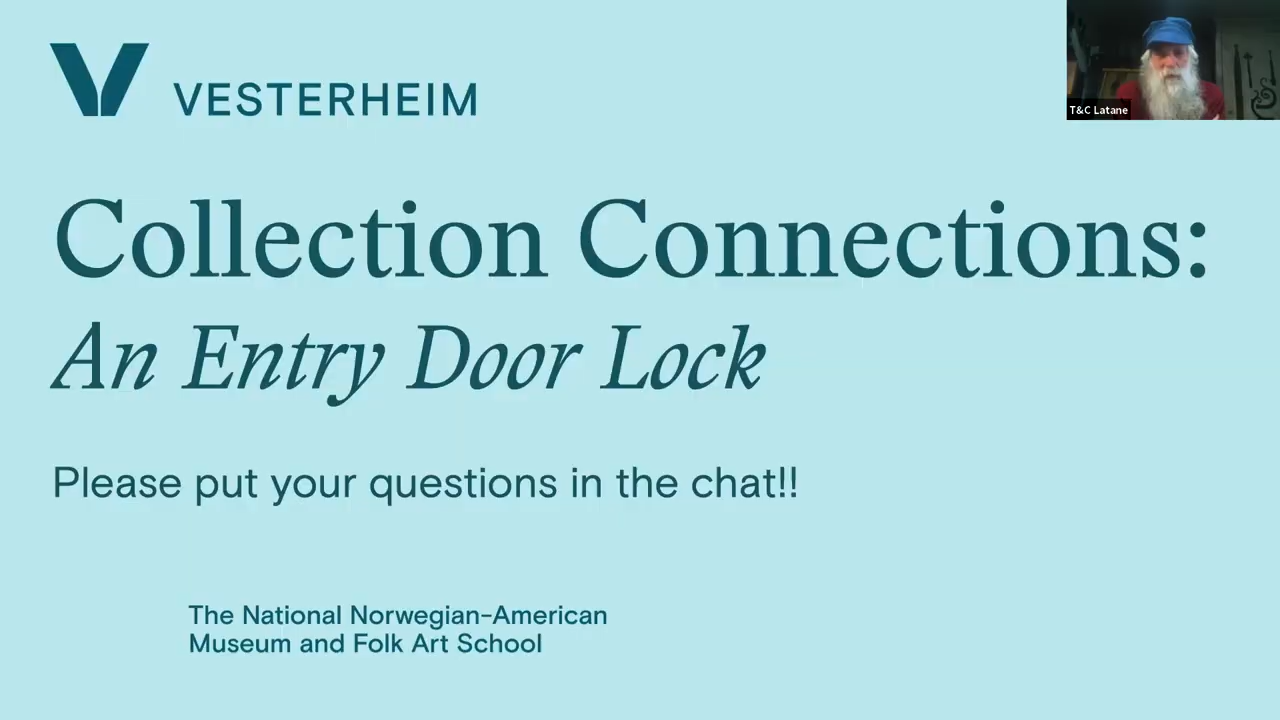 VESTERHEIM
T&C Latane
Collection Connections:
An Entry Door Lock
Please put your questions in the chat!!
The National Norwegian-American
Museum and Folk Art School